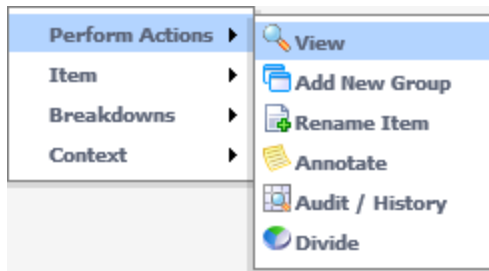 Perform Actions
Item
Breakdowns
Context
View
Add New Group
Rename Item
Annotate
Audit / History
Divide